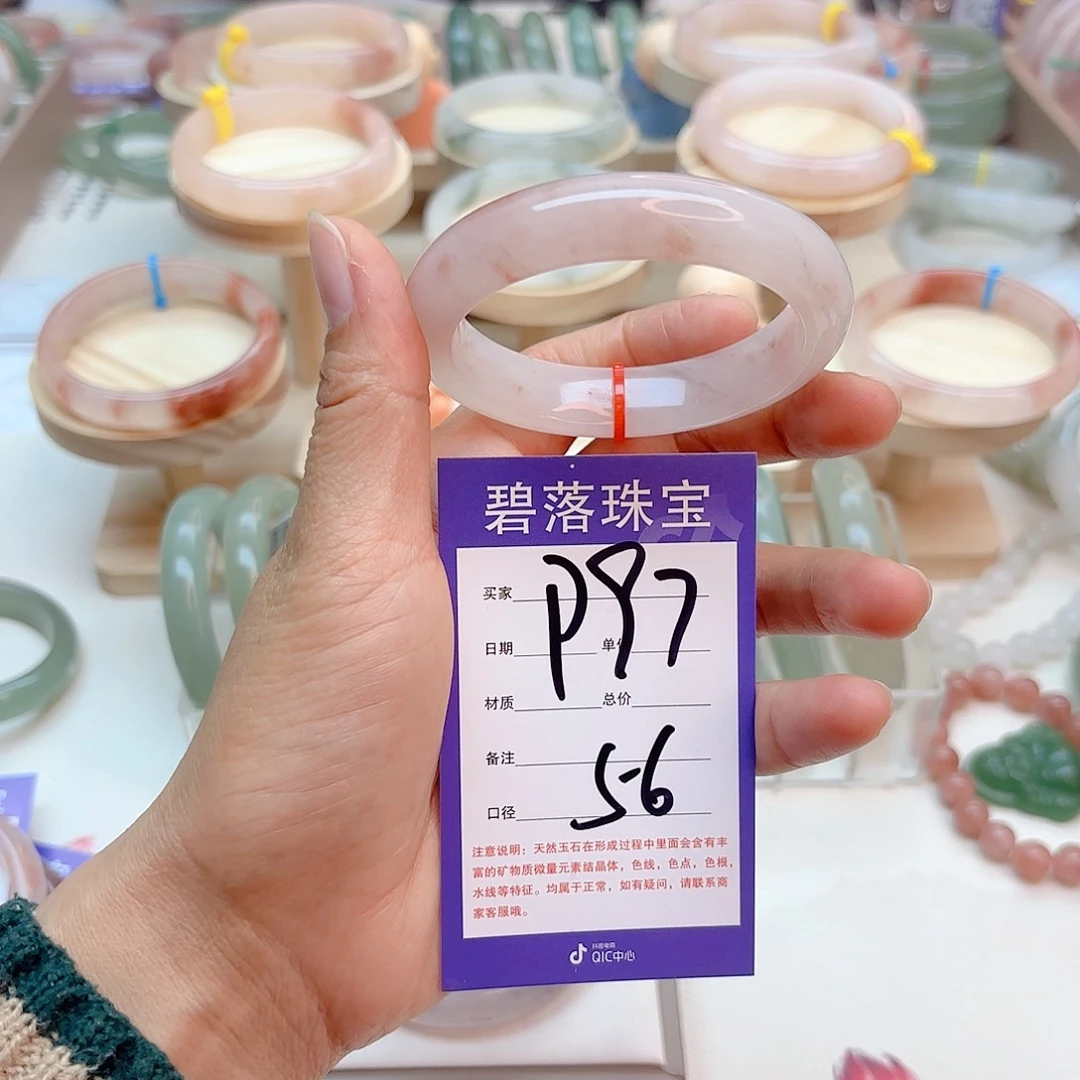 碧落珠宝
买家 P97
日期 单价
材质 总价
备注
口径 56
注意说明：天然玉石在形成过程中里面会含有丰
富的矿物质微量元素结晶体，色线，色点，色根，
水线等特征。均属于正常，如有疑问，请联系商
家客服哦。
抖音电商
QIC中心